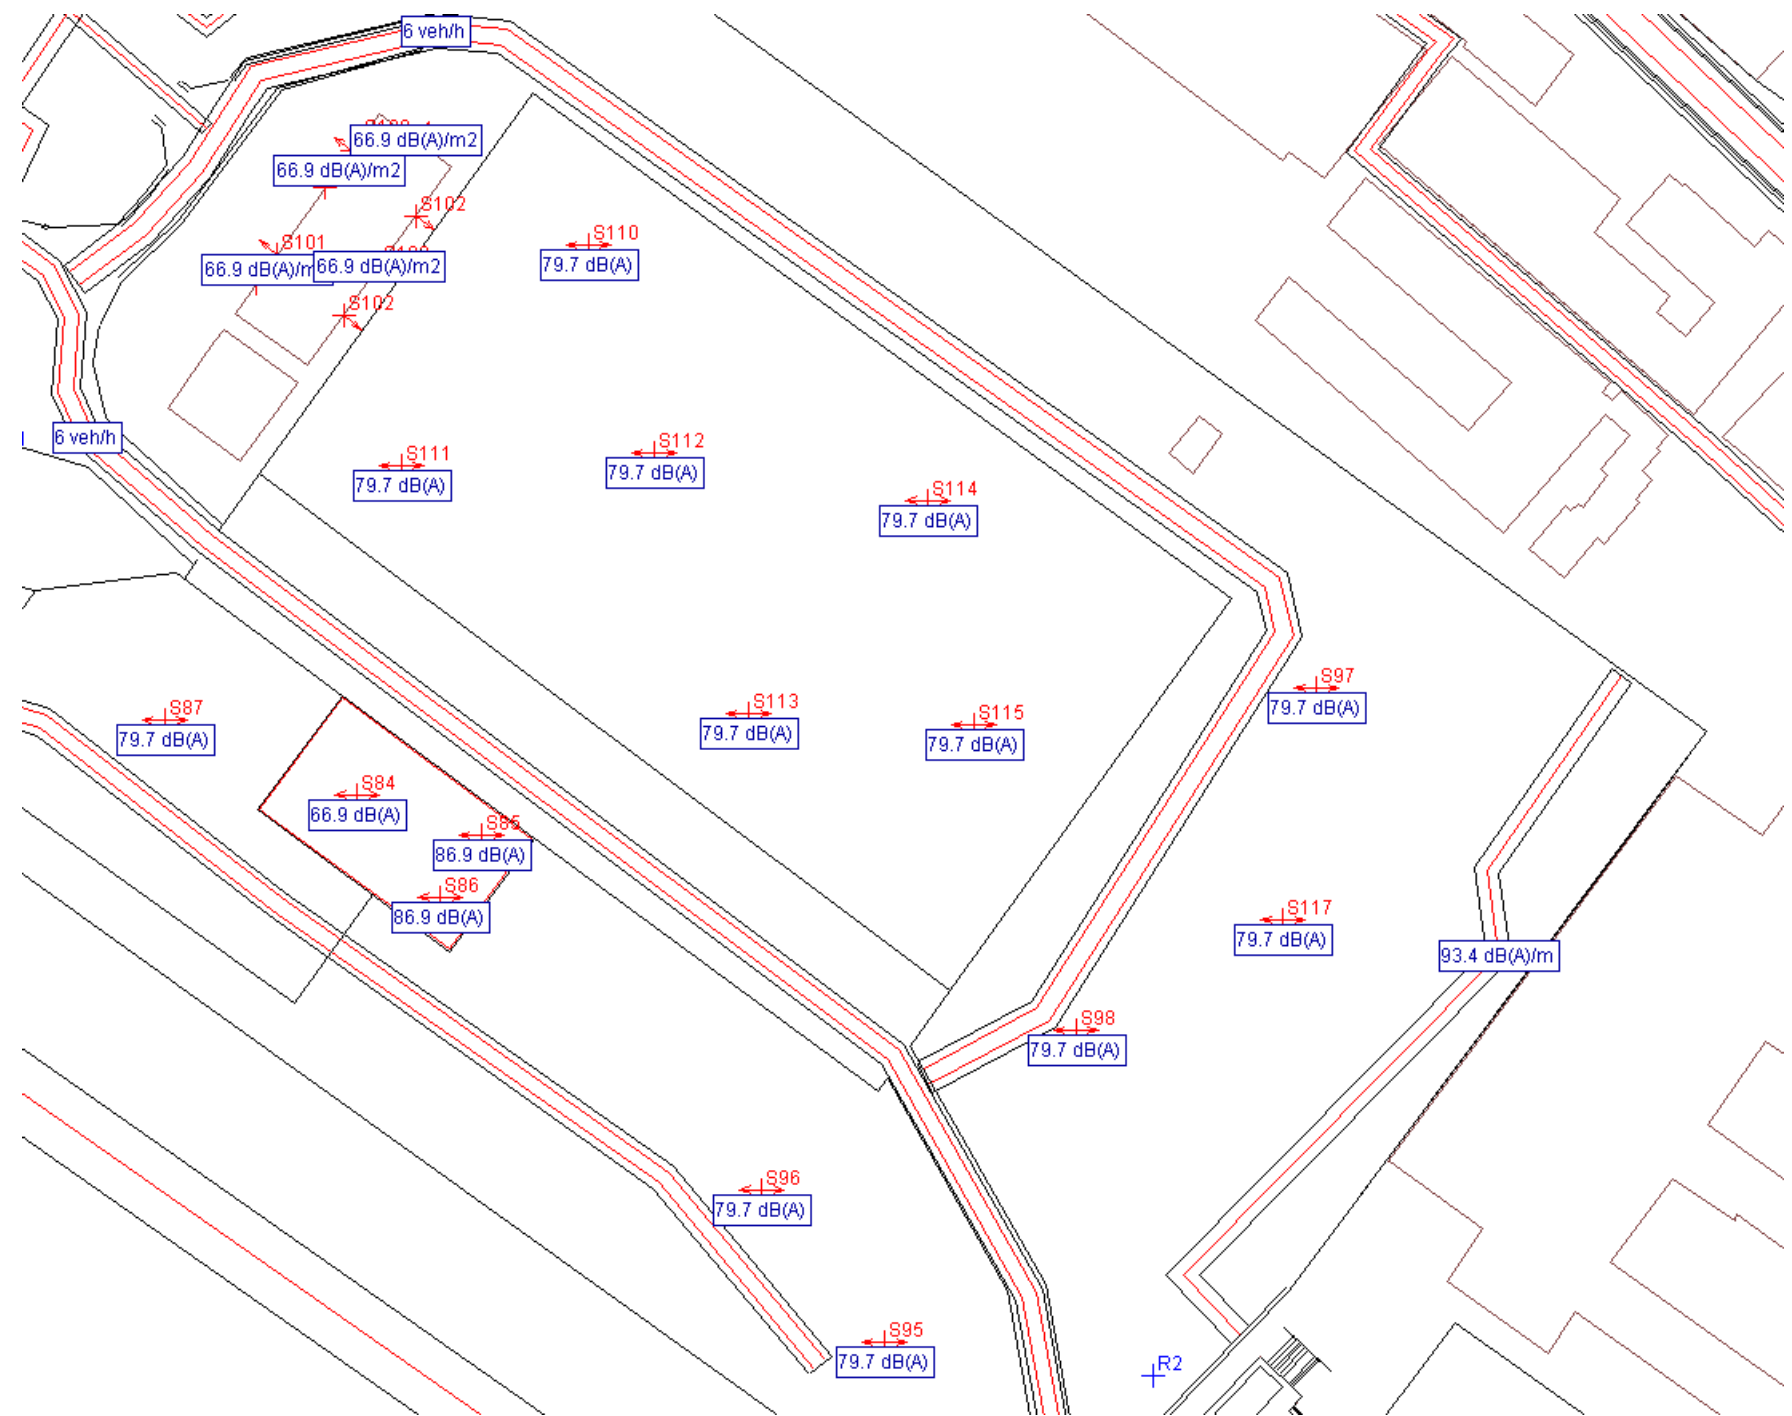 6 veh/h
66.9 dB(A)/m2
66.9 dB(A)/m2
S102
S110
S101
66.9 dB(A)/m
66.9 dB(A)/m2
79.7 dB(A)
S102
6 veh/h
S111
S112
79.7 dB(A)
79.7 dB(A)
S114
79.7 dB(A)
S97
79.7 dB(A)
S87
S113
S115
79.7 dB(A)
79.7 dB(A)
79.7 dB(A)
S84
66.9 dB(A)
S85
86.9 dB(A)
S86
86.9 dB(A)
S117
79.7 dB(A)
93.4 dB(A)/m
S98
79.7 dB(A)
S96
79.7 dB(A)
S95
79.7 dB(A)
R2